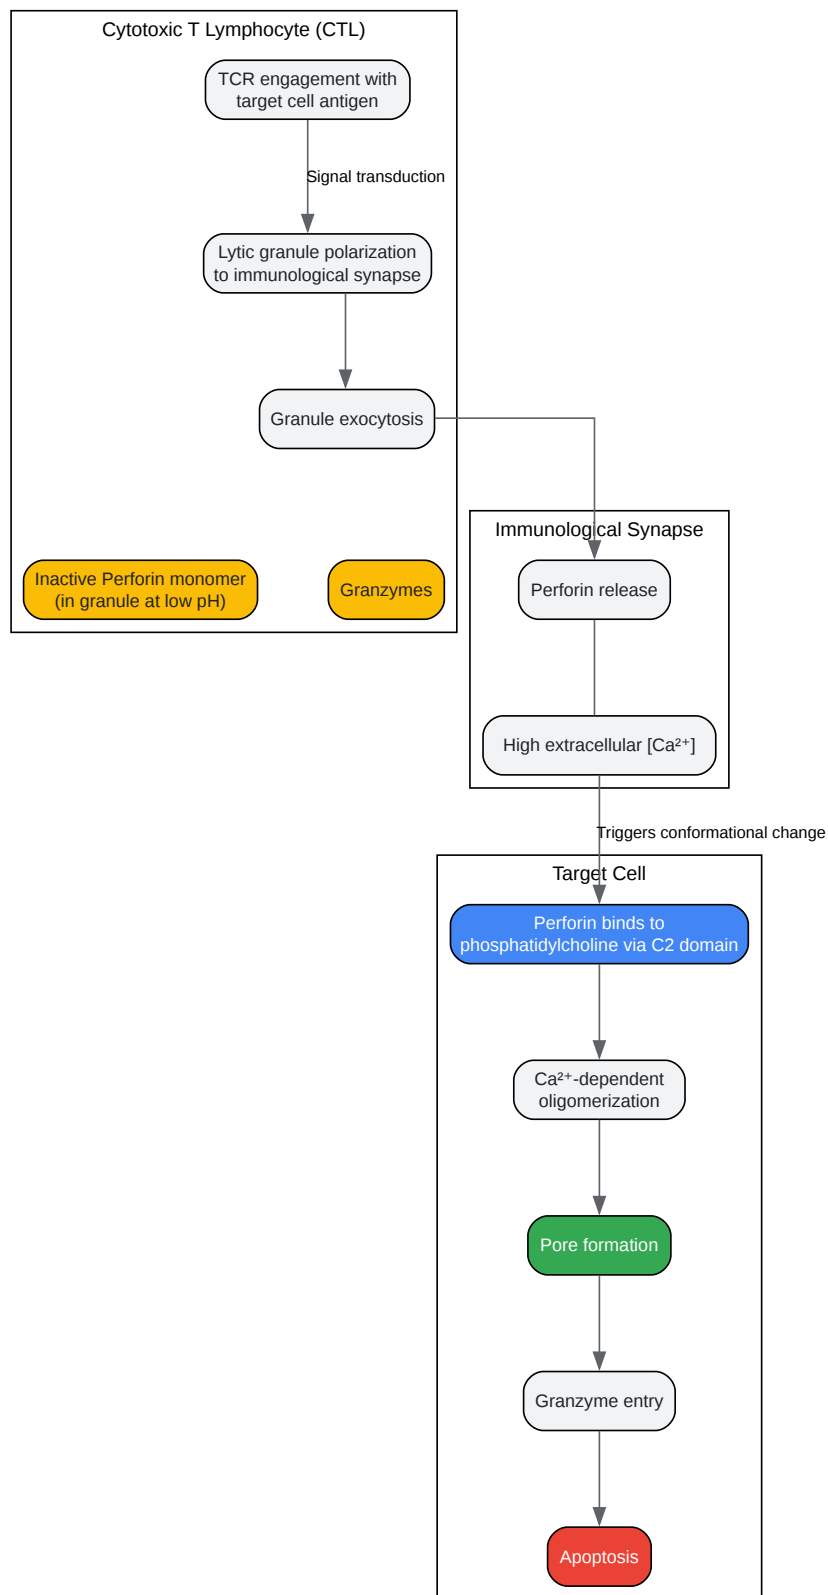 Cytotoxic T Lymphocyte (CTL)
TCR engagement with
target cell antigen
Signal transduction
Lytic granule polarization
to immunological synapse
Granule exocytosis
Inactive Perforin monomer
(in granule at low pH)
Granzymes
Immunological Synapse
Perforin release
High extracellular [Ca²⁺]
Triggers conformational change
Target Cell
Perforin binds to
phosphatidylcholine via C2 domain
Ca²⁺-dependent
oligomerization
Pore formation
Granzyme entry
Apoptosis